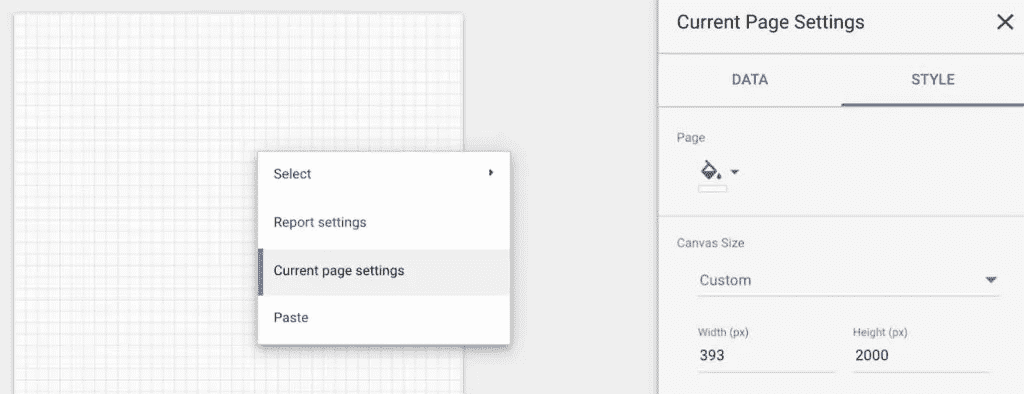 Current Page Settings
DATA STYLE
Page
Select
Report settings
Current page settings
Paste
Canvas Size
Custom
Width (px) Height (px)
393 2000